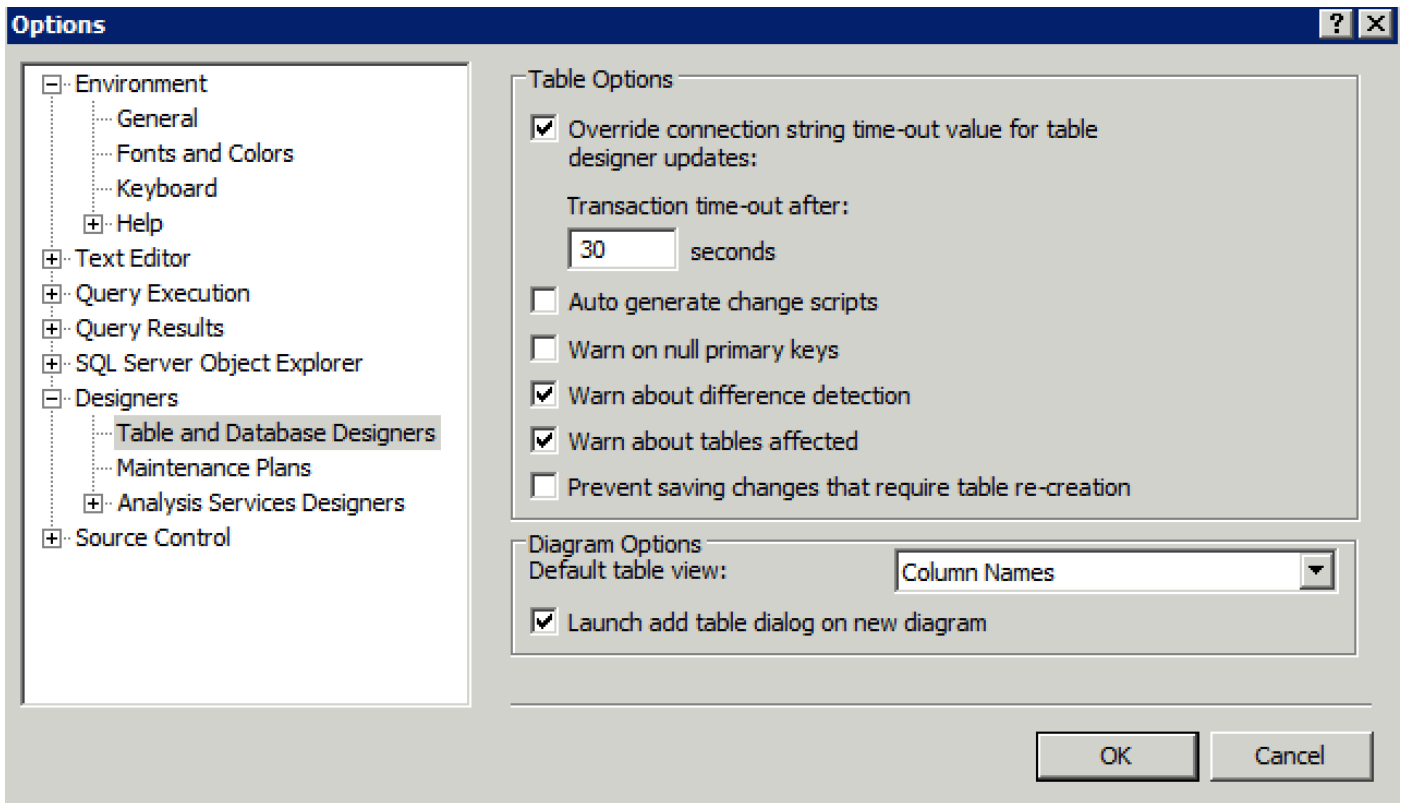 Options
Environment
General
Fonts and Colors
Keyboard
Help
Text Editor
Query Execution
Query Results
SQL Server Object Explorer
Designers
Table and Database Designers
Maintenance Plans
Analysis Services Designers
Source Control
Table Options
Override connection string time-out value for table
designer updates:
Transaction time-out after:
30 seconds
Auto generate change scripts
Warn on null primary keys
Warn about difference detection
Warn about tables affected
Prevent saving changes that require table re-creation
Diagram Options
Default table view: Column Names
Launch add table dialog on new diagram
OK Cancel